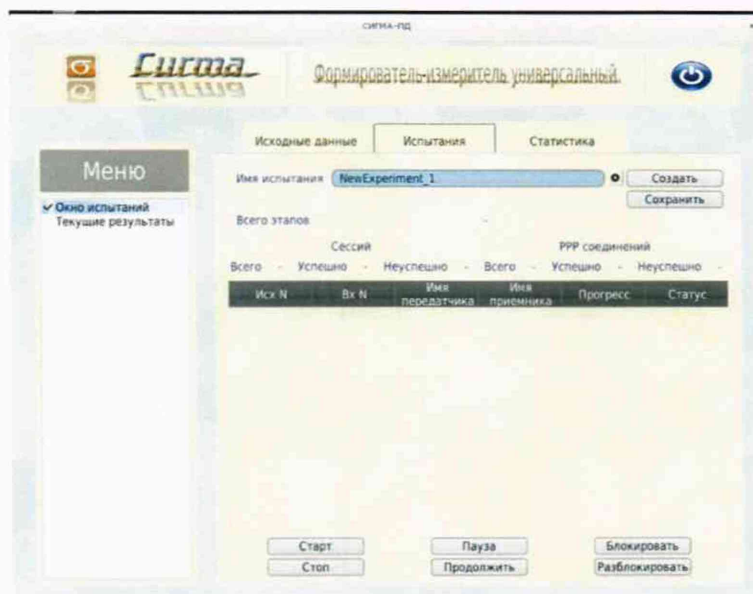 СИГМА-ПД
σ Сигма Формирователь-измеритель универсальный.
Исходные данные Испытания Статистика
Меню
Окно испытаний
Текущие результаты
Имя испытания NewExperiment_1 Создать
Сохранить
Всего этапов -
Сессий PPP соединений
Всего - Успешно - Неуспешно - Всего - Успешно - Неуспешно -
Исх N Вх N Имя передатчика Имя приемника Прогресс Статус
Старт Пауза Блокировать
Стоп Продолжить Разблокировать